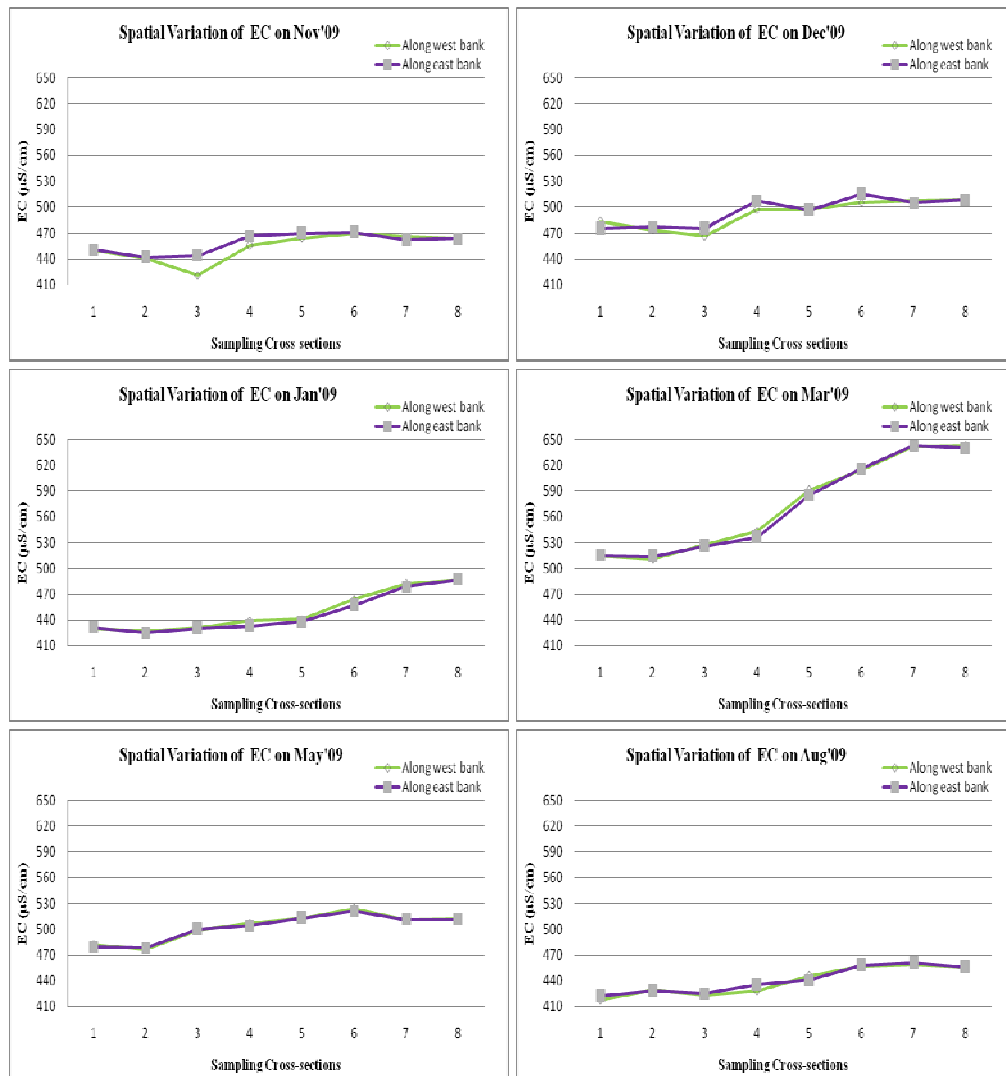 Spatial Variation of EC on Nov'09
Along west bank
Along east bank
EC (µS/cm)
650
620
590
560
530
500
470
440
410
1 2 3 4 5 6 7 8
Sampling Cross sections
Spatial Variation of EC on Dec'09
Along west bank
Along east bank
EC (µS/cm)
650
620
590
560
530
500
470
440
410
1 2 3 4 5 6 7 8
Sampling Cross sections
Spatial Variation of EC on Jan'09
Along west bank
Along east bank
EC (µS/cm)
650
620
590
560
530
500
470
440
410
1 2 3 4 5 6 7 8
Sampling Cross-sections
Spatial Variation of EC on Mar'09
Along west bank
Along east bank
EC (µS/cm)
650
620
590
560
530
500
470
440
410
1 2 3 4 5 6 7 8
Sampling Cross-sections
Spatial Variation of EC on May'09
Along west bank
Along east bank
EC (µS/cm)
650
620
590
560
530
500
470
440
410
1 2 3 4 5 6 7 8
Sampling Cross-sections
Spatial Variation of EC on Aug'09
Along west bank
Along east bank
EC (µS/cm)
650
620
590
560
530
500
470
440
410
1 2 3 4 5 6 7 8
Sampling Cross-sections